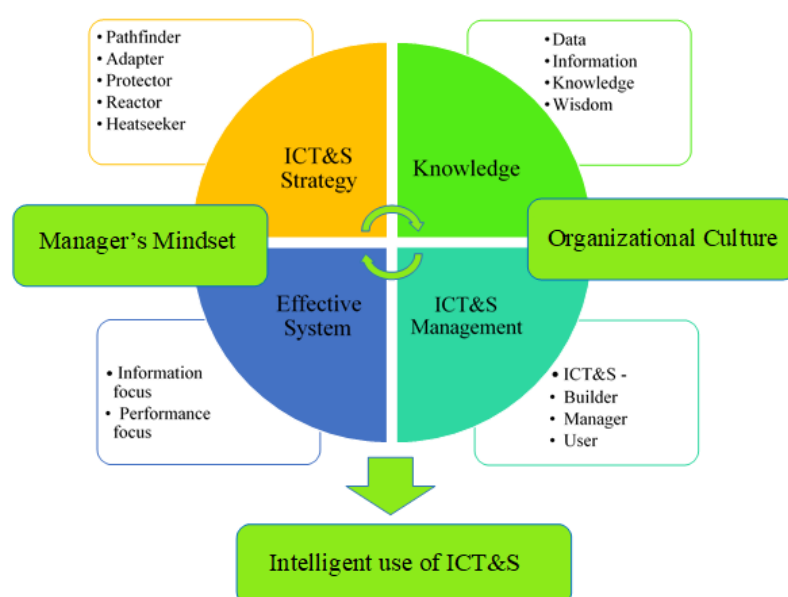 • Pathfinder
• Adapter
• Protector
• Reactor
• Heatseeker
• Data
• Information
• Knowledge
• Wisdom
ICT&S
Strategy
Knowledge
Manager's Mindset
Organizational Culture
Effective
System
ICT&S
Management
• Information
focus
• Performance
focus
• ICT&S -
• Builder
• Manager
• User
Intelligent use of ICT&S